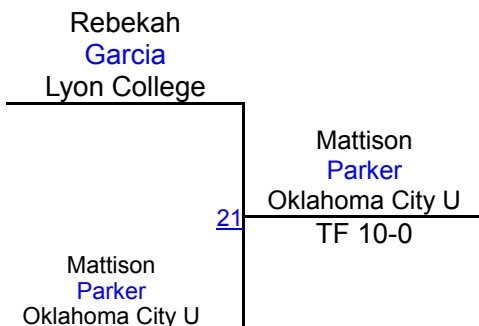 Rebekah
Garcia
Lyon College
Mattison
Parker
Oklahoma City U
21
TF 10-0
Mattison
Parker
Oklahoma City U